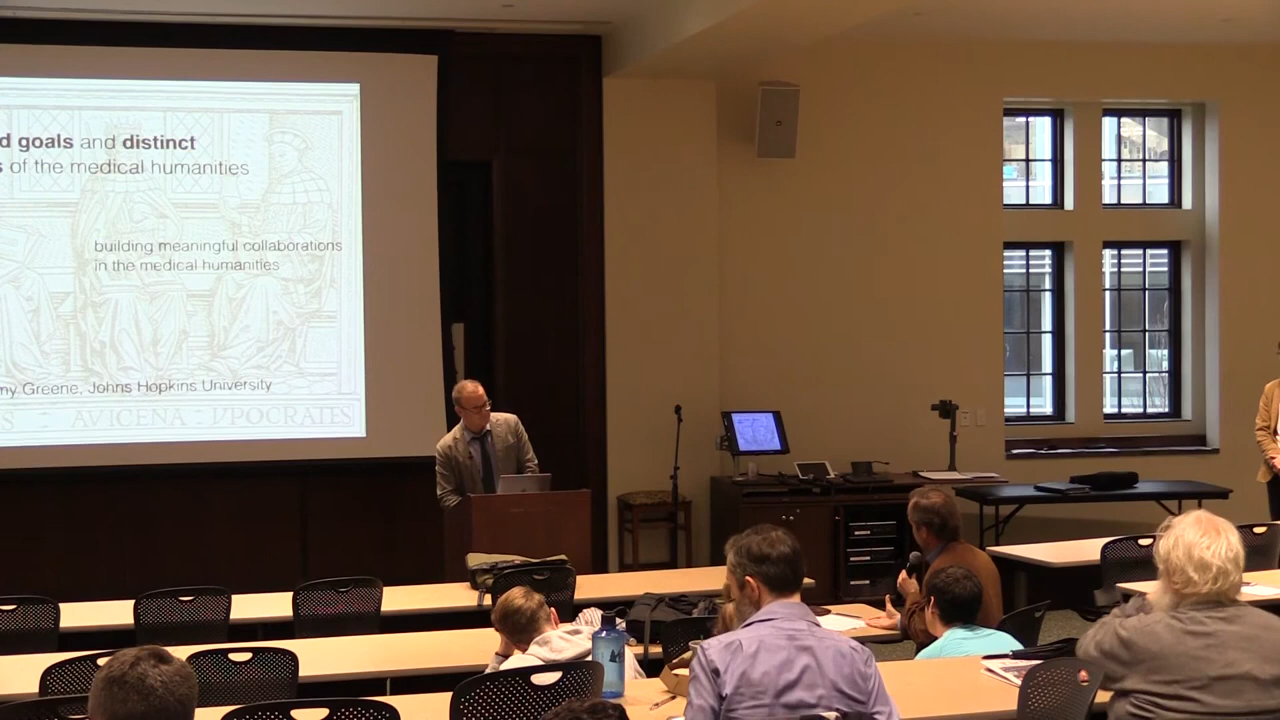 d goals and distinct
s of the medical humanities
building meaningful collaborations
in the medical humanities
my Greene, Johns Hopkins University
S AVICENA YPOCRATES